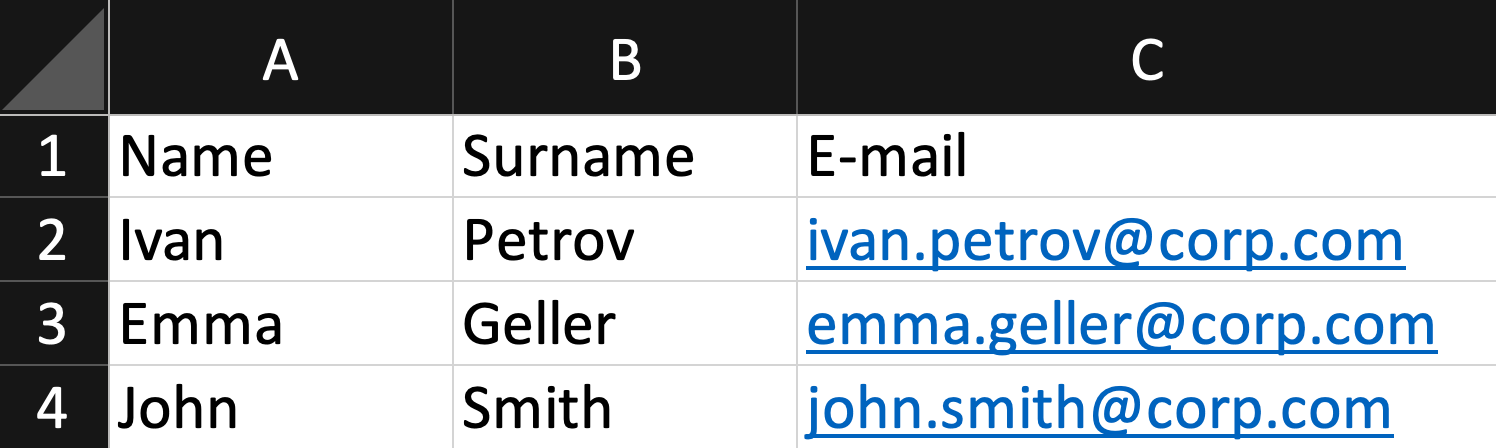 A B C
1 Name Surname E-mail
2 Ivan Petrov ivan.petrov@corp.com
3 Emma Geller emma.geller@corp.com
4 John Smith john.smith@corp.com